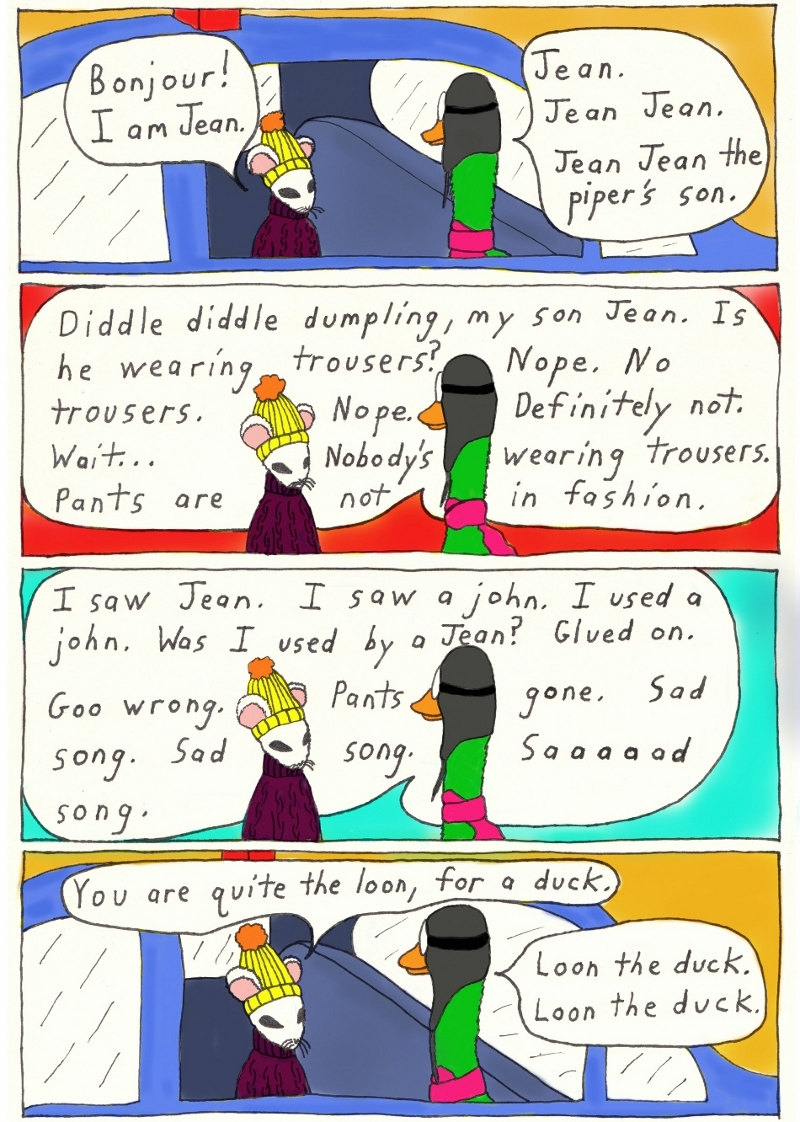 Bonjour!
I am Jean.
Jean.
Jean Jean.
Jean Jean the
piper's son.
Diddle diddle dumpling, my son Jean. Is
he wearing trousers? Nope. No
trousers. Nope. Definitely not.
Wait... Nobody's wearing trousers.
Pants are not in fashion.
I saw Jean. I saw a john. I used a
john. Was I used by a Jean? Glued on.
Goo wrong. Pants gone. Sad
song. Sad song. Saaaaad
song.
You are quite the loon, for a duck.
Loon the duck.
Loon the duck.